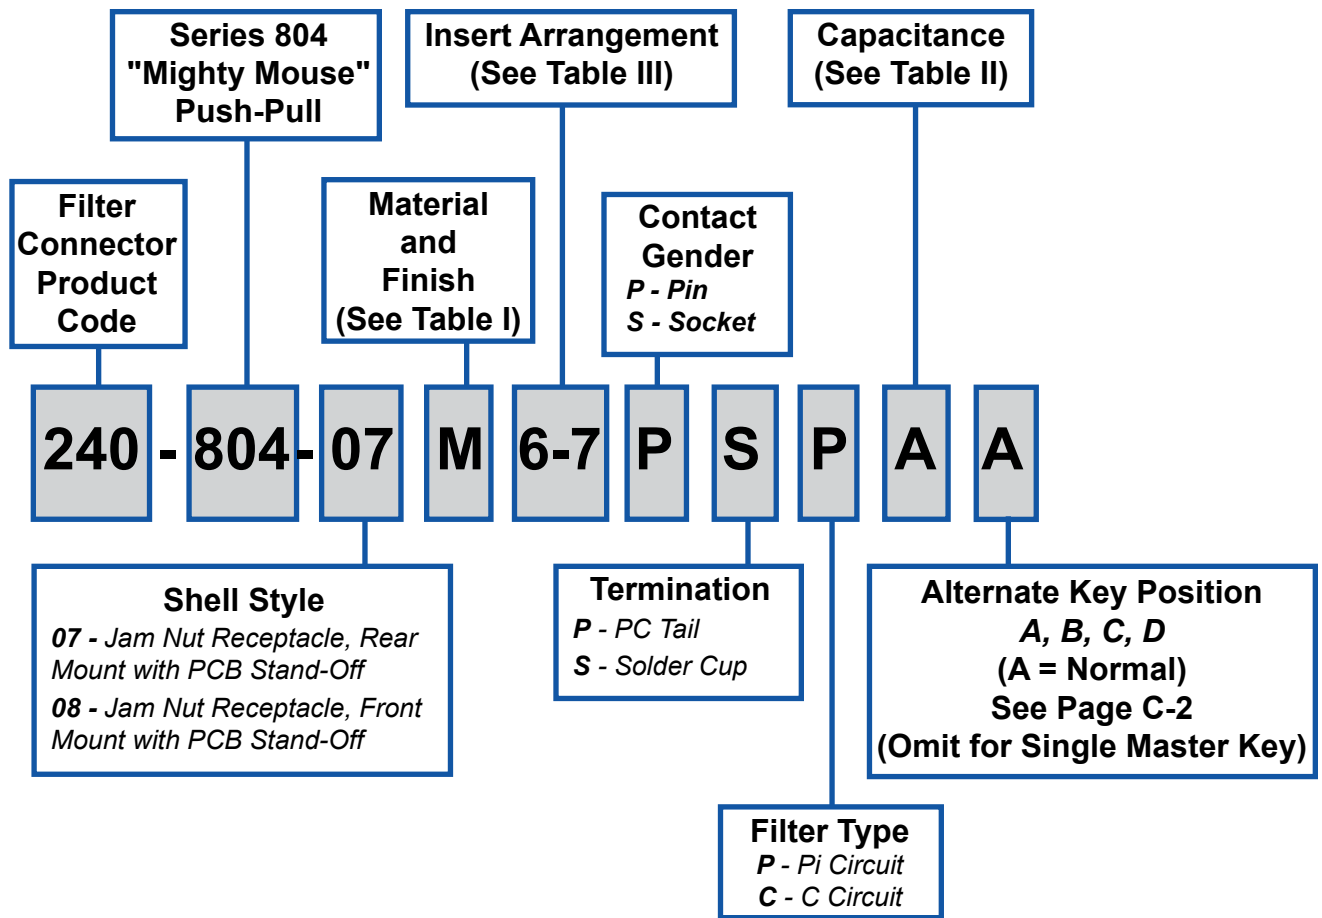 Series 804
"Mighty Mouse"
Push-Pull
Insert Arrangement
(See Table III)
Capacitance
(See Table II)
Filter
Connector
Product
Code
Material
and
Finish
(See Table I)
Contact
Gender
P - Pin
S - Socket
240 - 804 - 07 M 6-7 P S P A A
Shell Style
07 - Jam Nut Receptacle, Rear
Mount with PCB Stand-Off
08 - Jam Nut Receptacle, Front
Mount with PCB Stand-Off
Termination
P - PC Tail
S - Solder Cup
Alternate Key Position
A, B, C, D
(A = Normal)
See Page C-2
(Omit for Single Master Key)
Filter Type
P - Pi Circuit
C - C Circuit